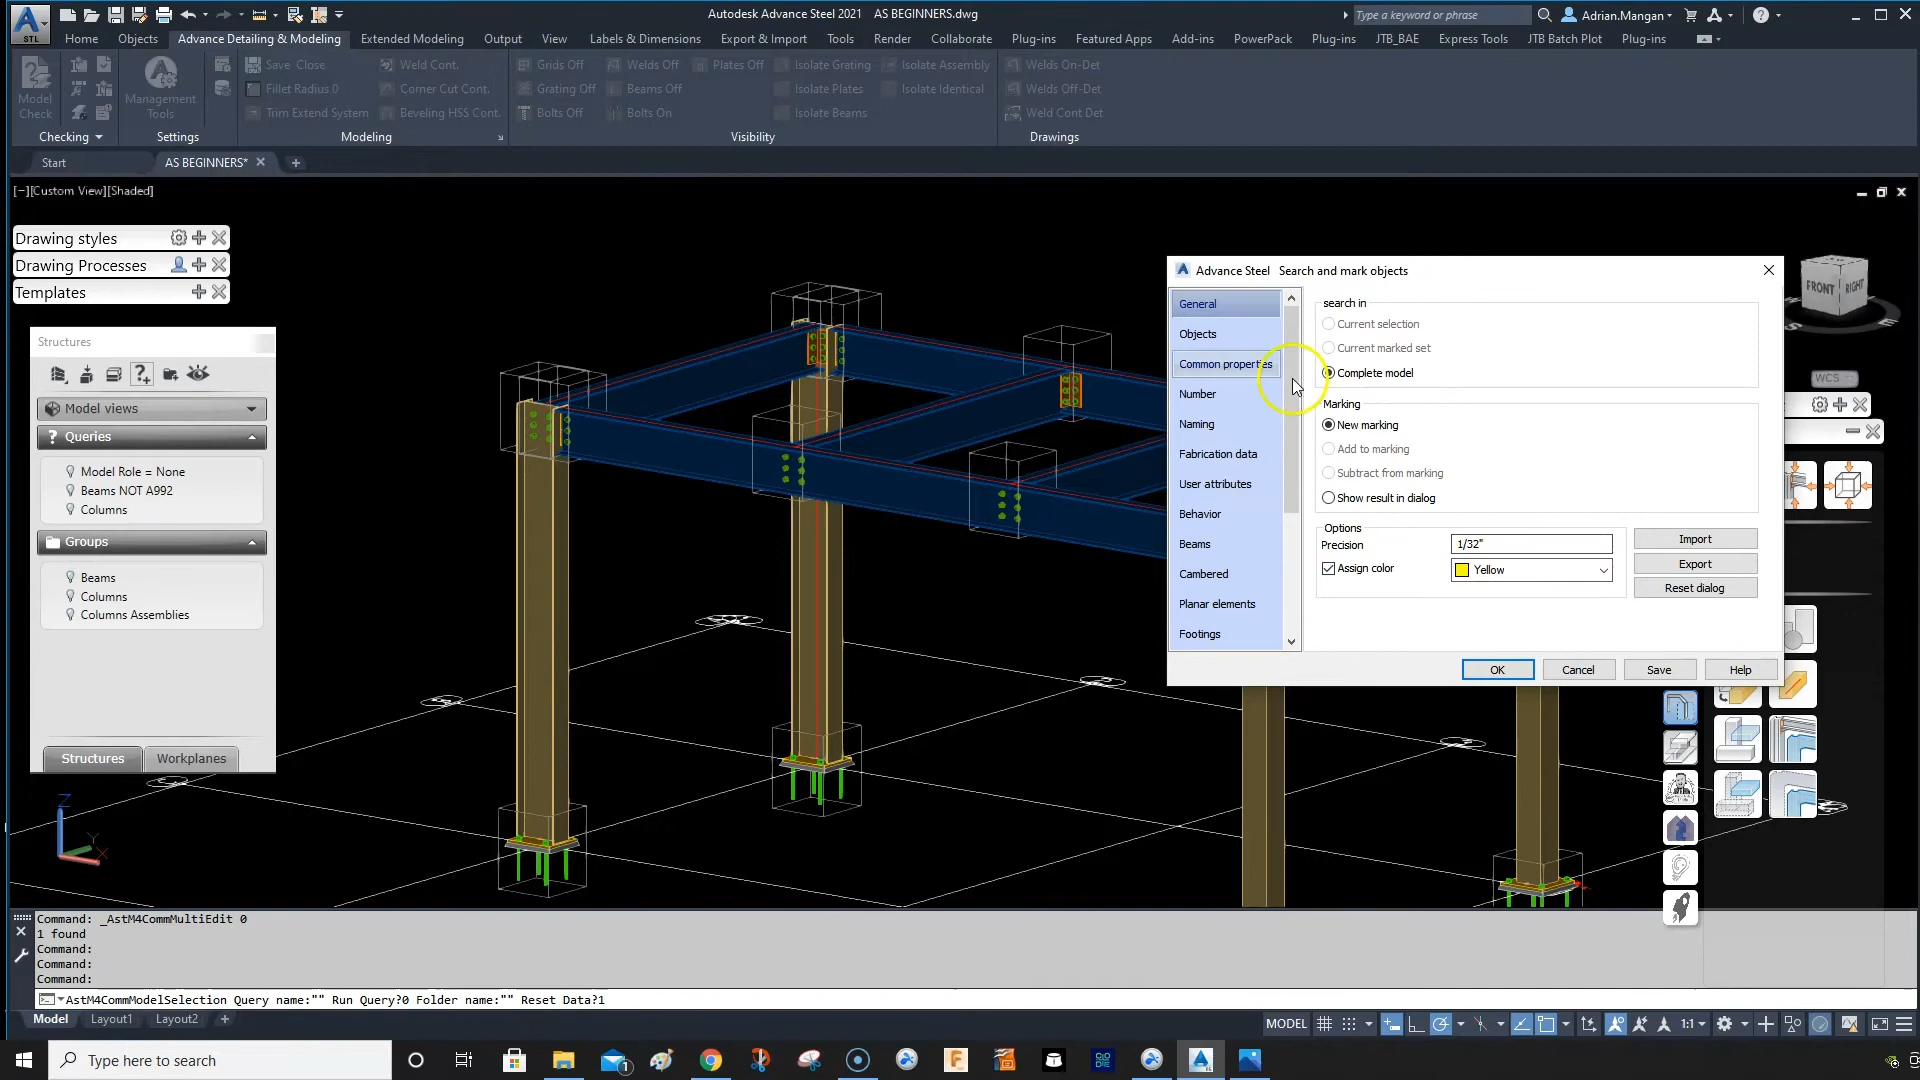 STL
Autodesk Advance Steel 2021 AS BEGINNERS.dwg
Type a keyword or phrase
Adrian.Mangan
Home Objects Advance Detailing & Modeling Extended Modeling Output View Labels & Dimensions Export & Import Tools Render Collaborate Plug-ins Featured Apps Add-ins PowerPack Plug-ins JTB_BAE Express Tools JTB Batch Plot Plug-ins
Save Close Weld Cont. Grids Off Welds Off Plates Off Isolate Grating Isolate Assembly Welds On-Det
Model Management Fillet Radius 0 Corner Cut Cont. Grating Off Beams Off Isolate Plates Isolate Identical Welds Off-Det
Check Tools Trim Extend System Beveling HSS Cont. Bolts Off Bolts On Isolate Beams Weld Cont Det
Checking Settings Modeling Visibility Drawings
Start AS BEGINNERS*
[−][Custom View][Shaded]
Drawing styles
Drawing Processes
Templates
Structures
Model views
Queries
Model Role = None
Beams NOT A992
Columns
Groups
Beams
Columns
Columns Assemblies
Structures Workplanes
Z
Y
X
Advance Steel Search and mark objects
General
Objects
Common properties
Number
Naming
Fabrication data
User attributes
Behavior
Beams
Cambered
Planar elements
Footings
search in
Current selection
Current marked set
Complete model
Marking
New marking
Add to marking
Subtract from marking
Show result in dialog
Options
Precision 1/32"
Assign color Yellow
Import
Export
Reset dialog
OK Cancel Save Help
FRONT RIGHT
S E
WCS
Command: _AstM4CommMultiEdit 0
1 found
Command:
Command:
Command:
AstM4CommModelSelection Query name:"" Run Query?0 Folder name:"" Reset Data?1
Model Layout1 Layout2
MODEL 1:1
Type here to search